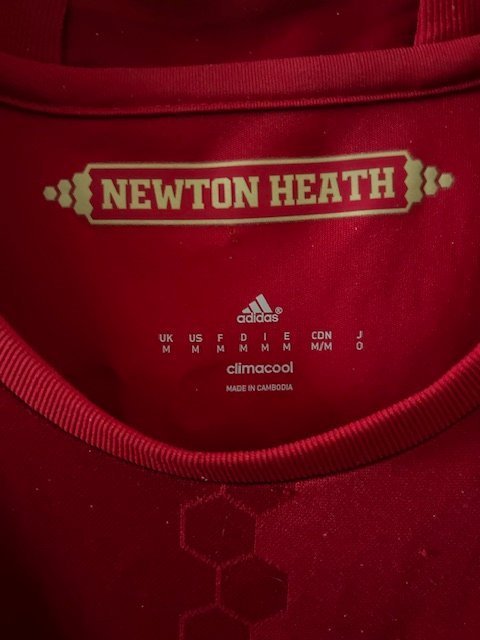 NEWTON HEATH
adidas®
UK US F D I E CDN J
M M M M M M M/M O
climacool
MADE IN CAMBODIA